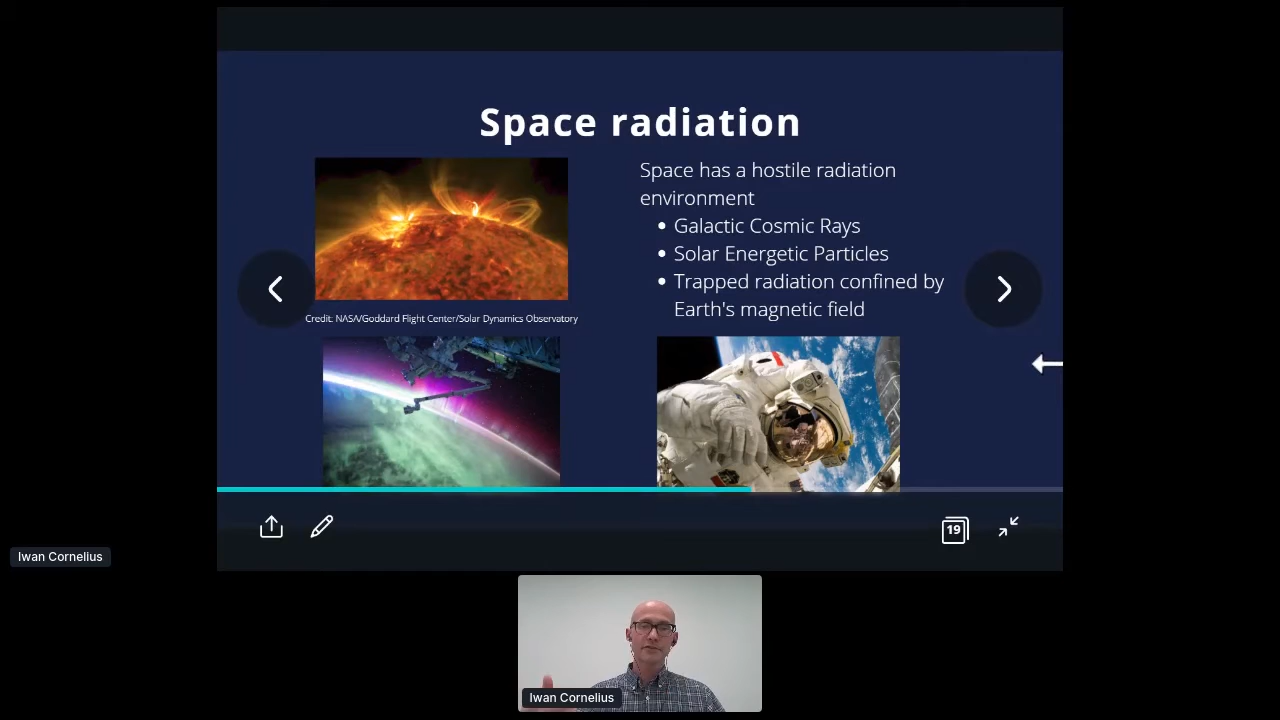 Space radiation
Space has a hostile radiation
environment
• Galactic Cosmic Rays
• Solar Energetic Particles
• Trapped radiation confined by
Earth's magnetic field
Credit: NASA/Goddard Flight Center/Solar Dynamics Observatory
19
Iwan Cornelius
Iwan Cornelius